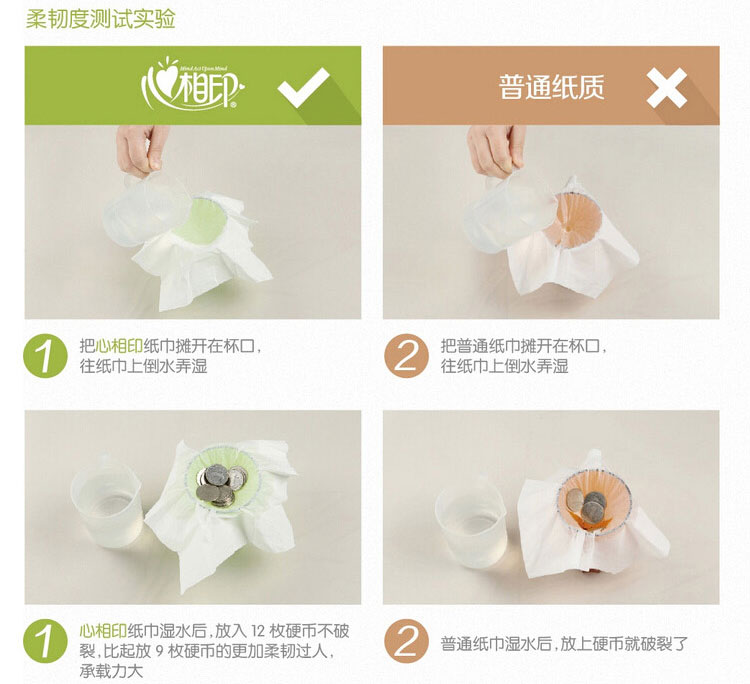 柔韧度测试实验
Mind Act Upon Mind
心相印®
普通纸质
1 把心相印纸巾摊开在杯口,
往纸巾上倒水弄湿
2 把普通纸巾摊开在杯口,
往纸巾上倒水弄湿
1 心相印纸巾湿水后,放入12枚硬币不破
裂,比起放9枚硬币的更加柔韧过人,
承载力大
2 普通纸巾湿水后,放上硬币就破裂了